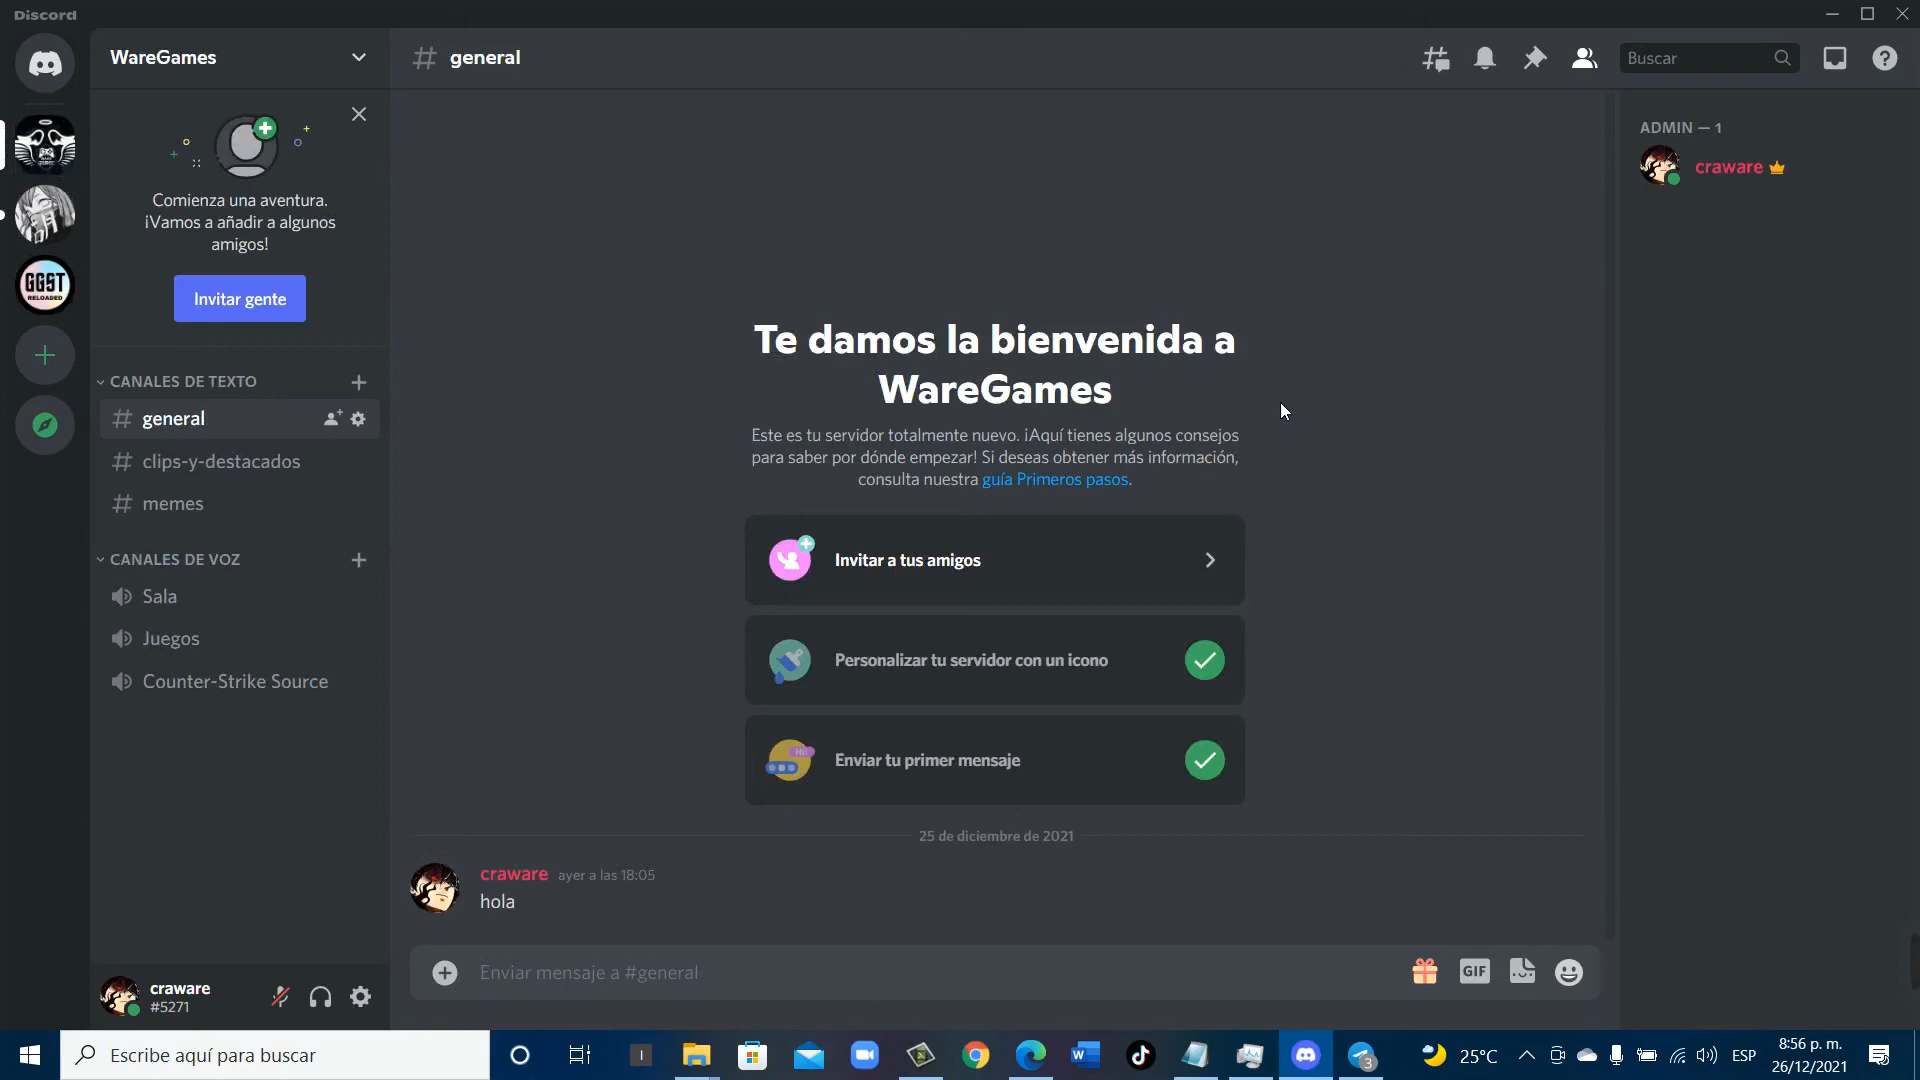 Discord
WareGames
general
Buscar
Comienza una aventura.
¡Vamos a añadir a algunos
amigos!
Invitar gente
CANALES DE TEXTO
general
clips-y-destacados
memes
CANALES DE VOZ
Sala
Juegos
Counter-Strike Source
GGST
RELOADED
Te damos la bienvenida a
WareGames
Este es tu servidor totalmente nuevo. ¡Aquí tienes algunos consejos
para saber por dónde empezar! Si deseas obtener más información,
consulta nuestra guía Primeros pasos.
Invitar a tus amigos
Personalizar tu servidor con un icono
Enviar tu primer mensaje
25 de diciembre de 2021
craware ayer a las 18:05
hola
Enviar mensaje a #general
GIF
ADMIN — 1
craware
craware
#5271
Escribe aquí para buscar
3
25°C
ESP
8:56 p. m.
26/12/2021